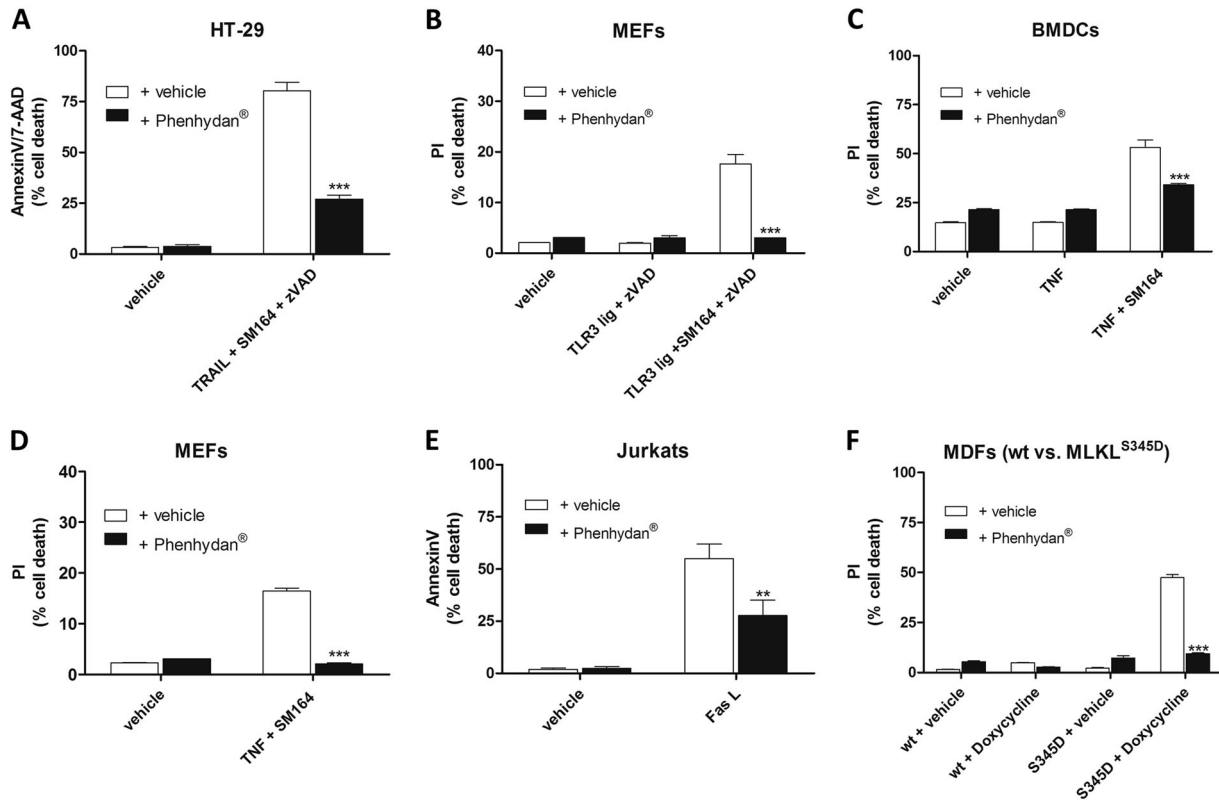 A
HT-29
AnnexinV/7-AAD
(% cell death)
100
75
50
25
0
+ vehicle
+ Phenhydan®
***
vehicle
TRAIL + SM164 + zVAD
B
MEFs
PI
(% cell death)
40
30
20
10
0
+ vehicle
+ Phenhydan®
***
vehicle
TLR3 lig + zVAD
TLR3 lig +SM164 + zVAD
C
BMDCs
PI
(% cell death)
100
75
50
25
0
+ vehicle
+ Phenhydan®
***
vehicle
TNF
TNF + SM164
D
MEFs
PI
(% cell death)
40
30
20
10
0
+ vehicle
+ Phenhydan®
***
vehicle
TNF + SM164
E
Jurkats
AnnexinV
(% cell death)
100
75
50
25
0
+ vehicle
+ Phenhydan®
**
vehicle
Fas L
F
MDFs (wt vs. MLKL^S345D)
PI
(% cell death)
100
75
50
25
0
+ vehicle
+ Phenhydan®
***
wt + vehicle
wt + Doxycycline
S345D + vehicle
S345D + Doxycycline